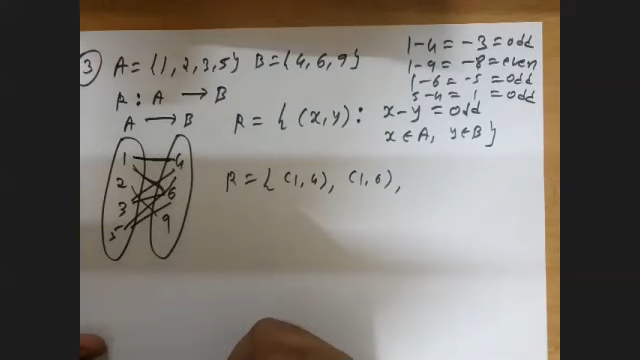 3 A = {1, 2, 3, 5} B = {4, 6, 9}
R : A → B
A → B
R = { (x, y) : x - y = odd
x ∈ A, y ∈ B }
1 - 4 = - 3 = odd
1 - 9 = - 8 = even
1 - 6 = - 5 = odd
5 - 4 = 1 = odd
1 4
2 6
3 9
5
R = { (1, 4), (1, 6),